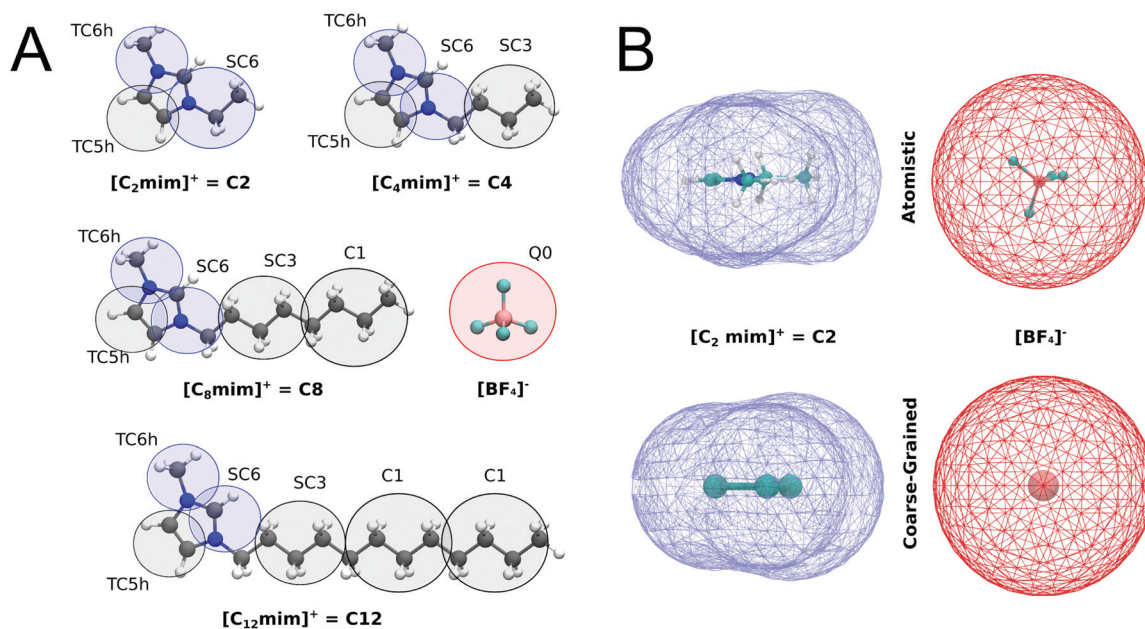 A
TC6h
SC6
TC5h
[C₂mim]⁺ = C2
TC6h
SC6
SC3
TC5h
[C₄mim]⁺ = C4
TC6h
SC6
SC3
C1
TC5h
[C₈mim]⁺ = C8
Q0
[BF₄]⁻
TC6h
SC6
SC3
C1
C1
TC5h
[C₁₂mim]⁺ = C12
B
Atomistic
[C₂ mim]⁺ = C2
[BF₄]⁻
Coarse-Grained